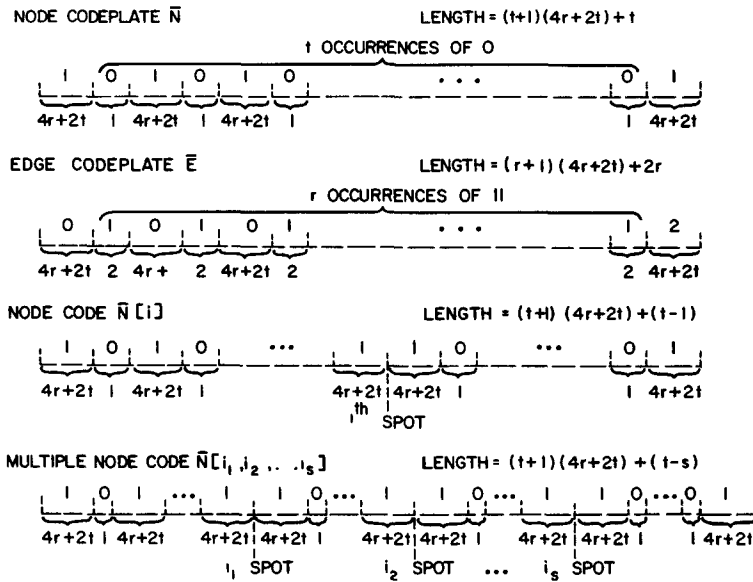 NODE CODEPLATE N̄ LENGTH = (t+1)(4r+2t)+t
t OCCURRENCES OF 0
1 0 1 0 1 0 ... 0 1
4r+2t 1 4r+2t 1 4r+2t 1 1 4r+2t
EDGE CODEPLATE Ē LENGTH = (r+1)(4r+2t)+2r
r OCCURRENCES OF 11
0 1 0 1 0 1 ... 1 2
4r+2t 2 4r+ 2 4r+2t 2 2 4r+2t
NODE CODE N̄ [i] LENGTH = (t+1) (4r+2t)+(t-1)
1 0 1 0 ... 1 1 0 ... 0 1
4r+2t 1 4r+2t 1 4r+2t 4r+2t 1 1 4r+2t
ı th SPOT
MULTIPLE NODE CODE N̄[i₁,i₂,...iₛ] LENGTH = (t+1)(4r+2t)+(t-s)
1 0 1 ... 1 1 0 ... 1 1 0 ... 1 1 0 ... 0 1
4r+2t 1 4r+2t 4r+2t 4r+2t 1 4r+2t 4r+2t 1 4r+2t 4r+2t 1 1 4r+2t
ı₁ SPOT i₂ SPOT ... iₛ SPOT